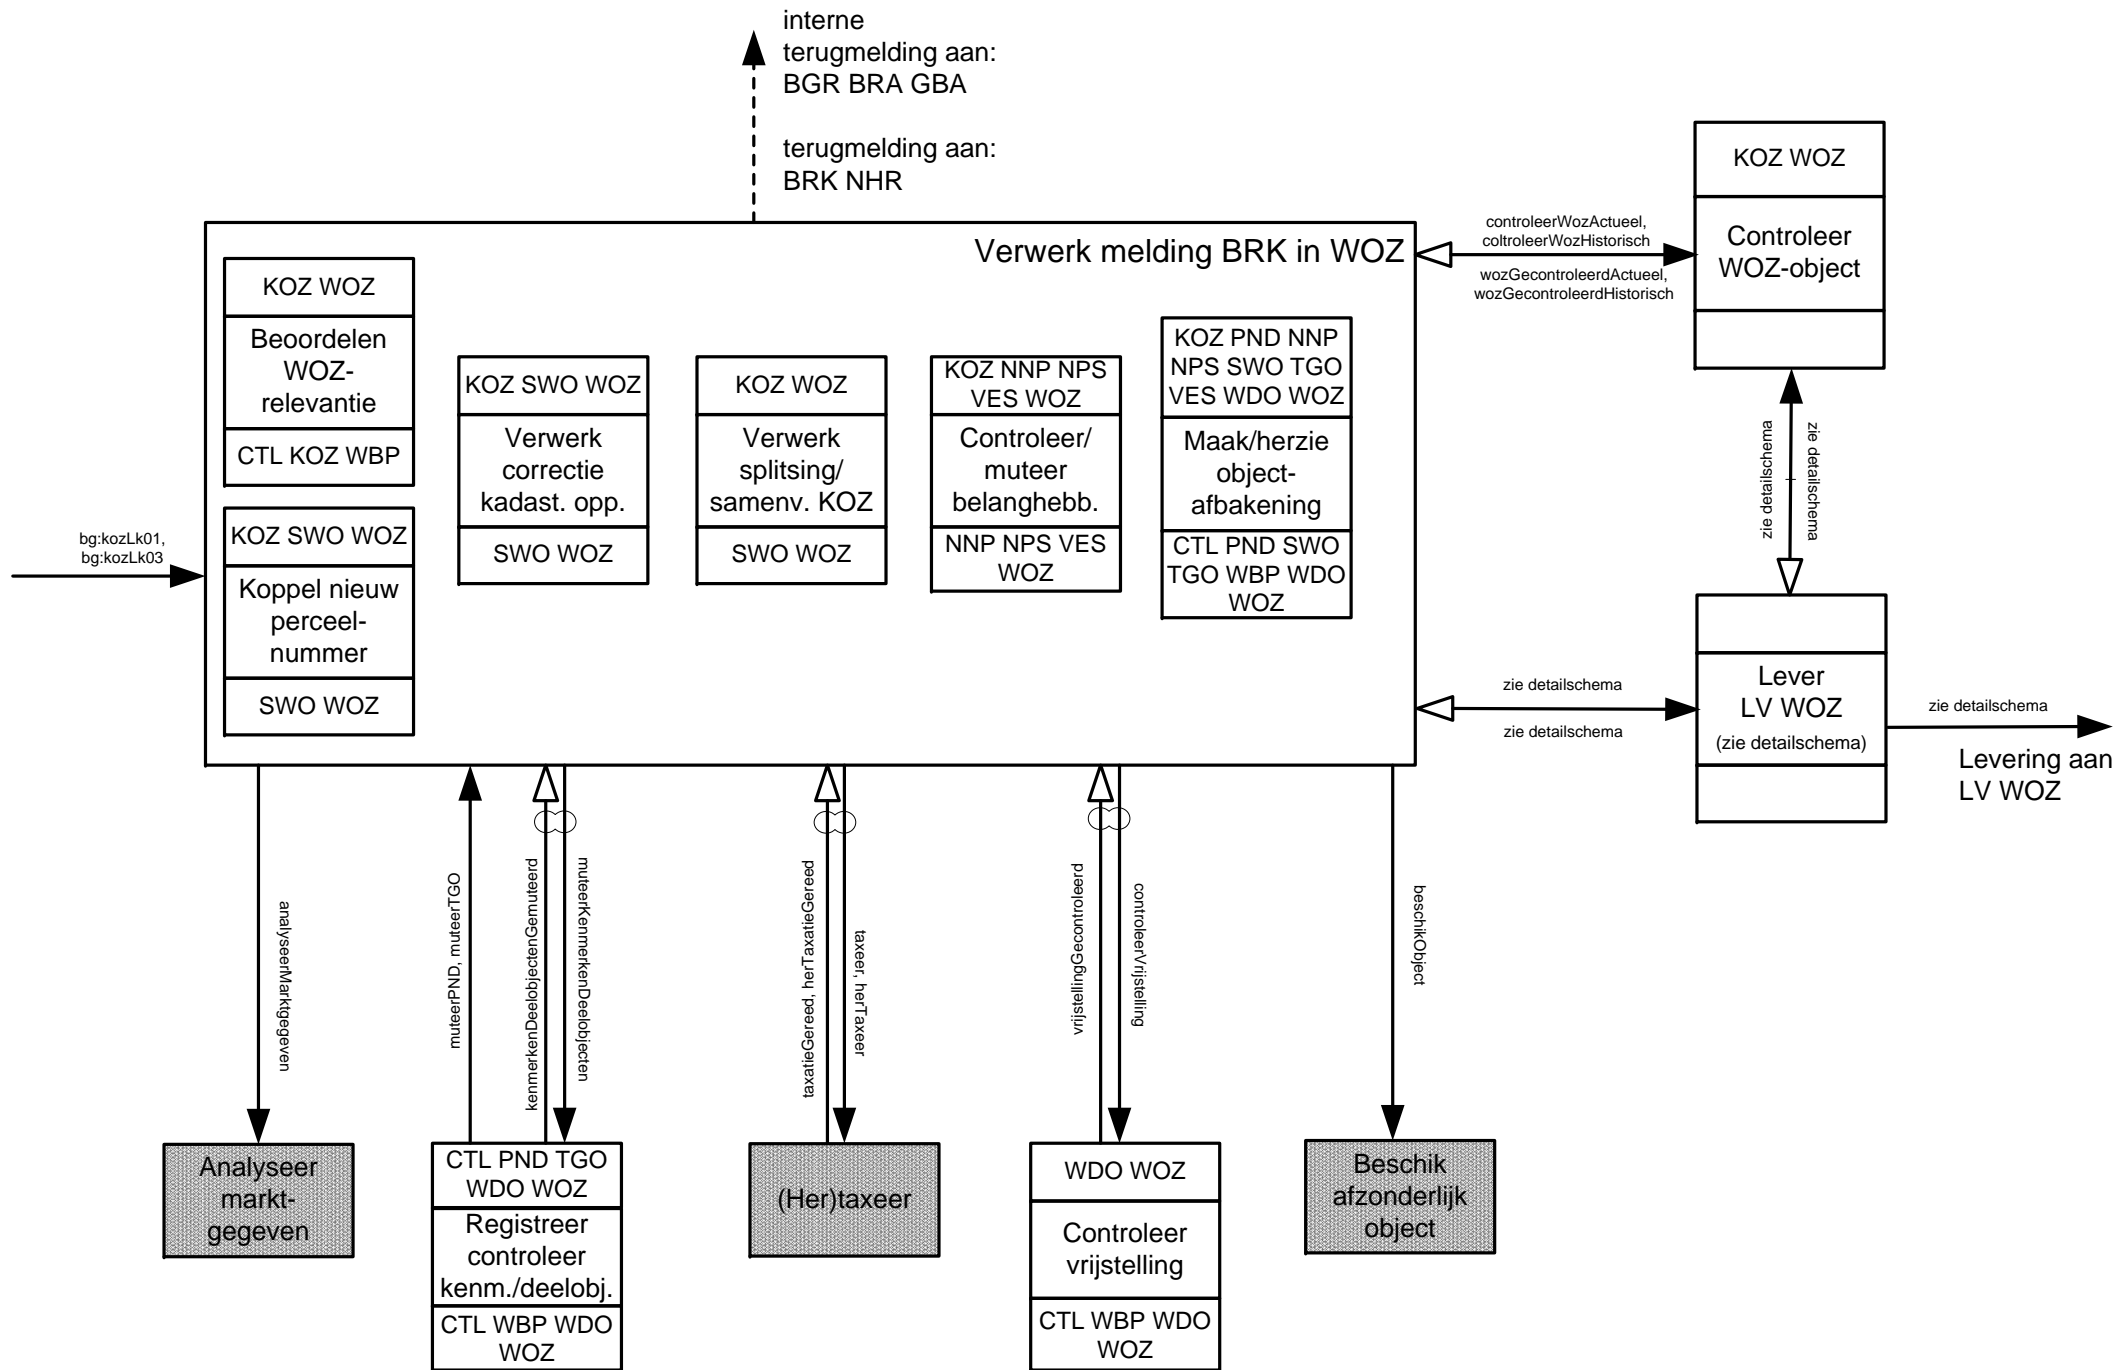 interne
terugmelding aan:
BGR BRA GBA
terugmelding aan:
BRK NHR
KOZ WOZ
Controleer
WOZ-object
controleerWozActueel,
coltroleerWozHistorisch
wozGecontroleerdActueel,
wozGecontroleerdHistorisch
Verwerk melding BRK in WOZ
KOZ WOZ
Beoordelen
WOZ-
relevantie
CTL KOZ WBP
KOZ SWO WOZ
Koppel nieuw
perceel-
nummer
SWO WOZ
KOZ SWO WOZ
Verwerk
correctie
kadast. opp.
SWO WOZ
KOZ WOZ
Verwerk
splitsing/
samenv. KOZ
SWO WOZ
KOZ NNP NPS
VES WOZ
Controleer/
muteer
belanghebb.
NNP NPS VES
WOZ
KOZ PND NNP
NPS SWO TGO
VES WDO WOZ
Maak/herzie
object-
afbakening
CTL PND SWO
TGO WBP WDO
WOZ
bg:kozLk01,
bg:kozLk03
zie detailschema
zie detailschema
zie detailschema
zie detailschema
Lever
LV WOZ
(zie detailschema)
zie detailschema
Levering aan
LV WOZ
analyseerMarktgegeven
muteerPND, muteerTGO
kenmerkenDeelobjectenGemuteerd
muteerKenmerkenDeelobjecten
taxatieGereed, herTaxatieGereed
taxeer, herTaxeer
vrijstellingGecontroleerd
controleerVrijstelling
beschikObject
Analyseer
markt-
gegeven
CTL PND TGO
WDO WOZ
Registreer
controleer
kenm./deelobj.
CTL WBP WDO
WOZ
(Her)taxeer
WDO WOZ
Controleer
vrijstelling
CTL WBP WDO
WOZ
Beschik
afzonderlijk
object